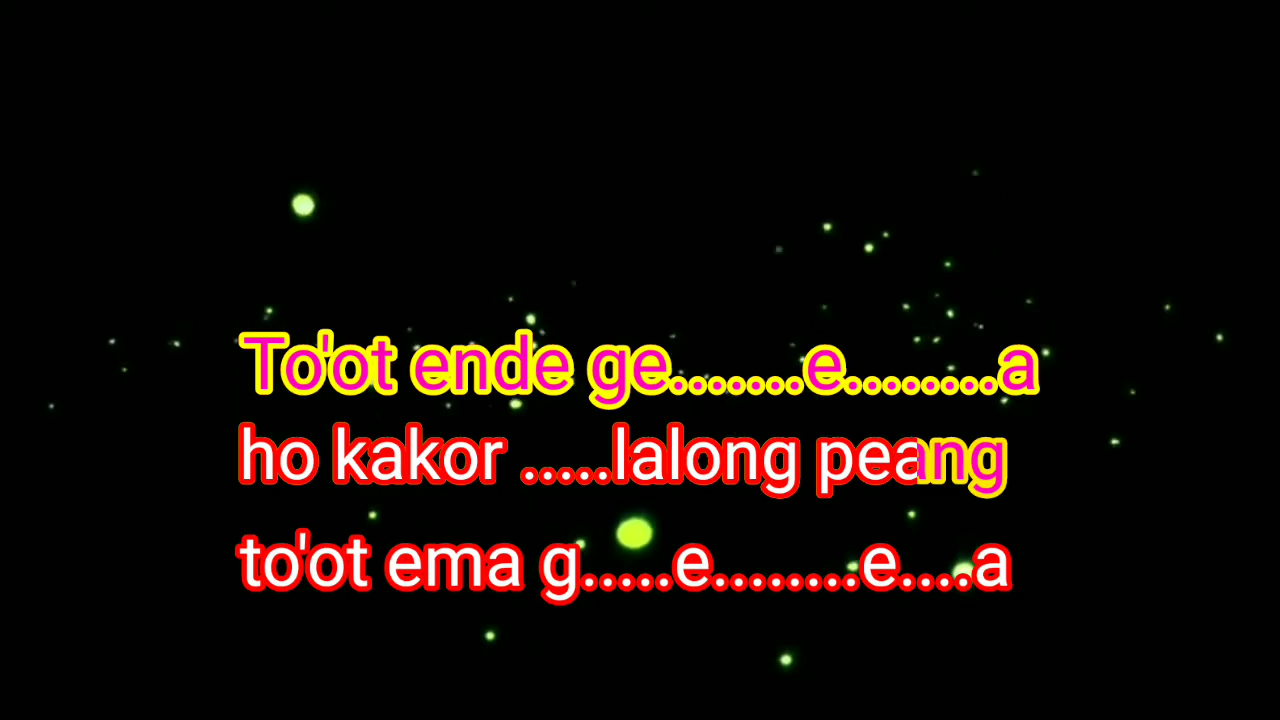 To'ot ende ge.......e........a
ho kakor .....lalong peang
to'ot ema g.....e........e....a